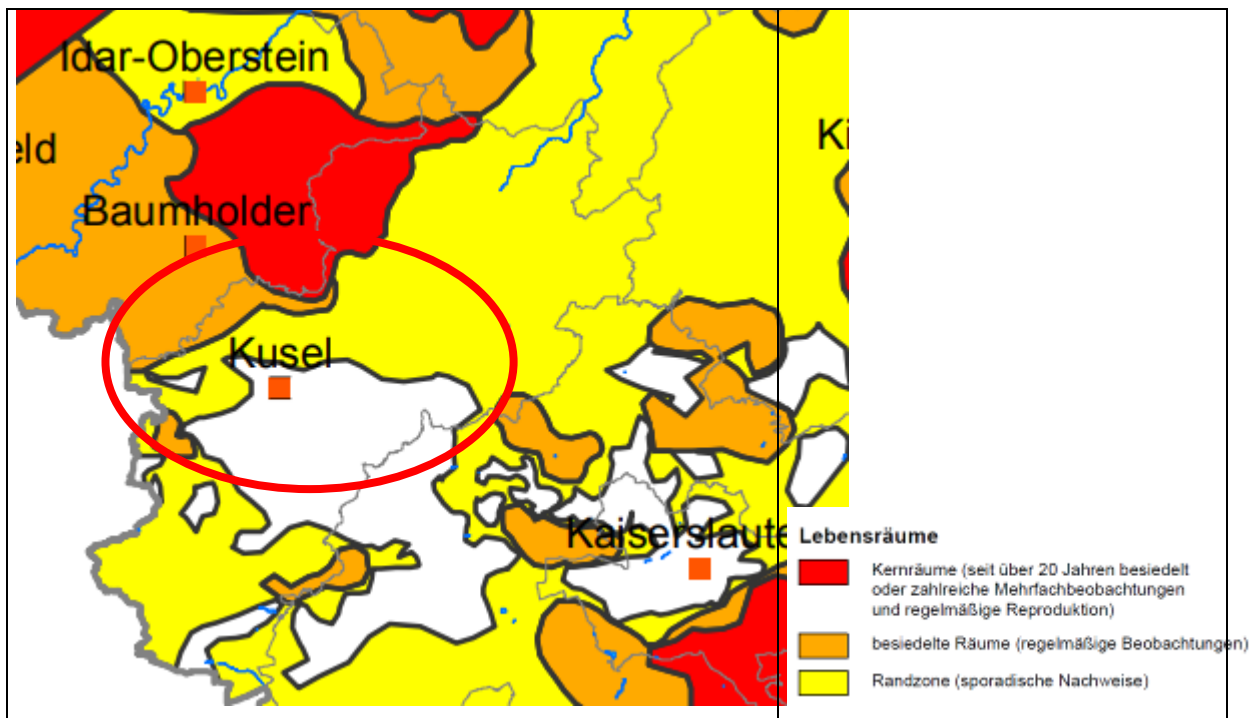 Idar-Oberstein
Ki
eld
Baumholder
Kusel
Kaiserslaute
Lebensräume
Kernräume (seit über 20 Jahren besiedelt
oder zahlreiche Mehrfachbeobachtungen
und regelmäßige Reproduktion)
besiedelte Räume (regelmäßige Beobachtungen)
Randzone (sporadische Nachweise)